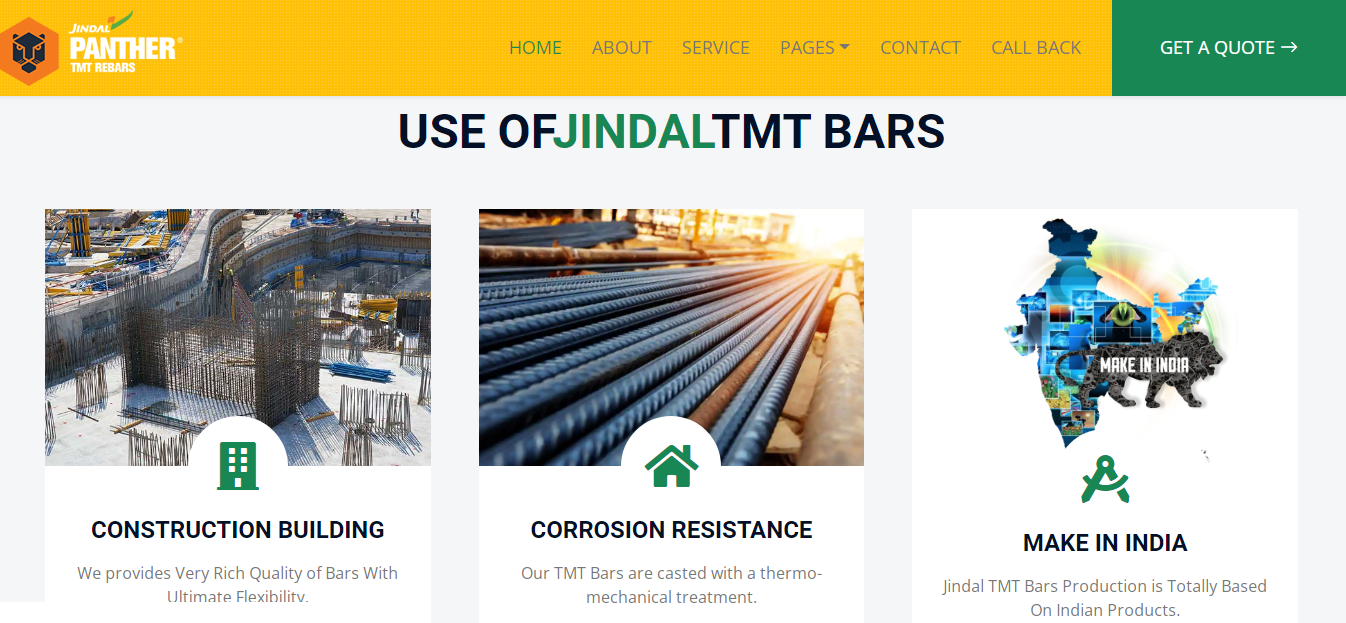 JINDAL
PANTHER®
TMT REBARS
HOME ABOUT SERVICE PAGES CONTACT CALL BACK GET A QUOTE →
USE OFJINDALTMT BARS
MAKE IN INDIA
CONSTRUCTION BUILDING
We provides Very Rich Quality of Bars With
Ultimate Flexibility.
CORROSION RESISTANCE
Our TMT Bars are casted with a thermo-
mechanical treatment.
MAKE IN INDIA
Jindal TMT Bars Production is Totally Based
On Indian Products.